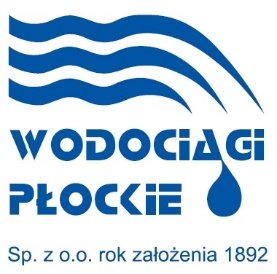 WODOCIĄGI
PŁOCKIE
Sp. z o.o. rok założenia 1892